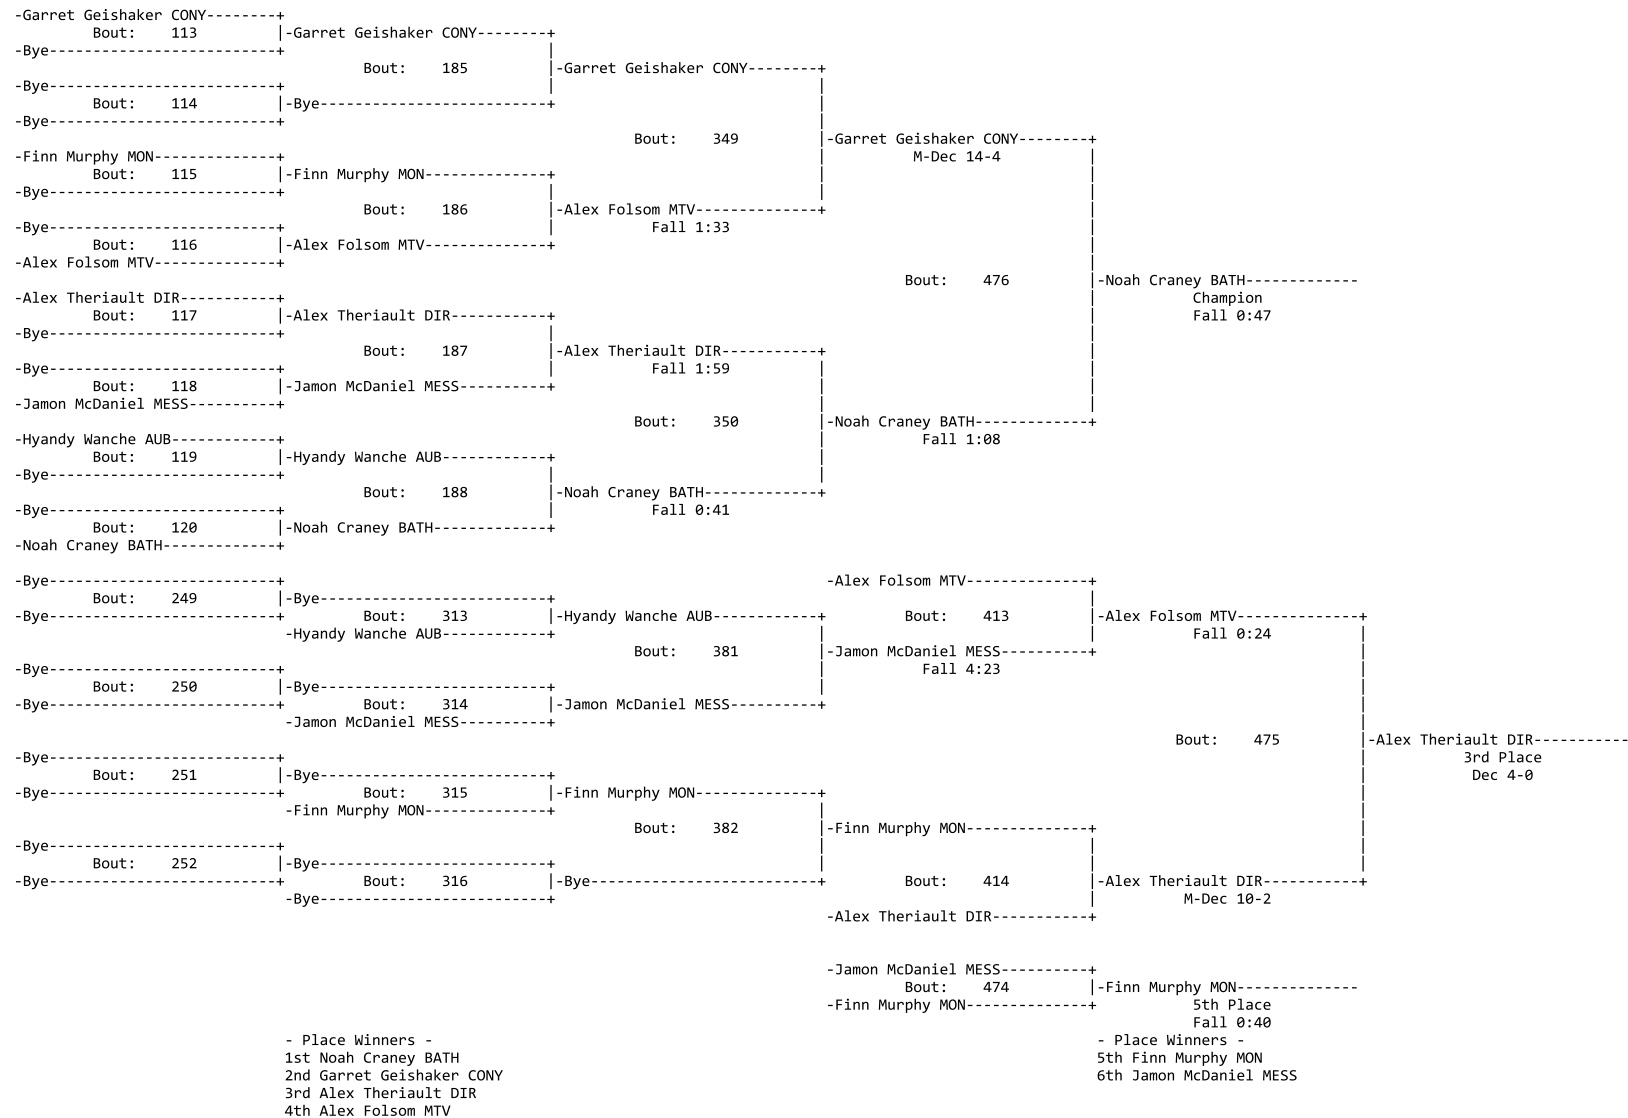 -Garret Geishaker CONY--------+
Bout:    113         |-Garret Geishaker CONY--------+
-Bye--------------------------+                              |
Bout:    185          |-Garret Geishaker CONY--------+
-Bye--------------------------+                              |                              |
Bout:    114         |-Bye--------------------------+                              |
-Bye--------------------------+                                                             |
Bout:    349          |-Garret Geishaker CONY--------+
-Finn Murphy MON--------------+                                                             |          M-Dec 14-4          |
Bout:    115         |-Finn Murphy MON--------------+                              |                              |
-Bye--------------------------+                              |                              |                              |
Bout:    186          |-Alex Folsom MTV--------------+                              |
-Bye--------------------------+                              |           Fall 1:33                                         |
Bout:    116         |-Alex Folsom MTV--------------+                                                             |
-Alex Folsom MTV--------------+                                                                                            |
Bout:    476          |-Noah Craney BATH-------------
-Alex Theriault DIR-----------+                                                                                            |           Champion
Bout:    117         |-Alex Theriault DIR-----------+                                                             |           Fall 0:47
-Bye--------------------------+                              |                                                             |
Bout:    187          |-Alex Theriault DIR-----------+                              |
-Bye--------------------------+                              |           Fall 1:59          |                              |
Bout:    118         |-Jamon McDaniel MESS----------+                              |                              |
-Jamon McDaniel MESS----------+                                                             |                              |
Bout:    350          |-Noah Craney BATH-------------+
-Hyandy Wanche AUB------------+                                                             |           Fall 1:08
Bout:    119         |-Hyandy Wanche AUB------------+                              |
-Bye--------------------------+                              |                              |
Bout:    188          |-Noah Craney BATH-------------+
-Bye--------------------------+                              |           Fall 0:41
Bout:    120         |-Noah Craney BATH-------------+
-Noah Craney BATH-------------+
-Bye--------------------------+                                                              -Alex Folsom MTV--------------+
Bout:    249         |-Bye--------------------------+                                                             |
-Bye--------------------------+         Bout:    313         |-Hyandy Wanche AUB------------+         Bout:    413         |-Alex Folsom MTV--------------+
-Hyandy Wanche AUB------------+                              |                              |           Fall 0:24          |
Bout:    381         |-Jamon McDaniel MESS----------+                              |
-Bye--------------------------+                                                             |           Fall 4:23                                         |
Bout:    250         |-Bye--------------------------+                              |                                                             |
-Bye--------------------------+         Bout:    314         |-Jamon McDaniel MESS----------+                                                             |
-Jamon McDaniel MESS----------+                                                                                            |
Bout:    475         |-Alex Theriault DIR-----------
-Bye--------------------------+                                                                                                                           |           3rd Place
Bout:    251         |-Bye--------------------------+                                                                                            |            Dec 4-0
-Bye--------------------------+         Bout:    315         |-Finn Murphy MON--------------+                                                             |
-Finn Murphy MON--------------+                              |                                                             |
Bout:    382         |-Finn Murphy MON--------------+                              |
-Bye--------------------------+                                                             |                              |                              |
Bout:    252         |-Bye--------------------------+                              |                              |                              |
-Bye--------------------------+         Bout:    316         |-Bye--------------------------+         Bout:    414         |-Alex Theriault DIR-----------+
-Bye--------------------------+                                                             |          M-Dec 10-2
-Alex Theriault DIR-----------+
-Jamon McDaniel MESS----------+
Bout:    474         |-Finn Murphy MON--------------
-Finn Murphy MON--------------+           5th Place
Fall 0:40
- Place Winners -                                                                            - Place Winners -
1st Noah Craney BATH                                                                         5th Finn Murphy MON
2nd Garret Geishaker CONY                                                                    6th Jamon McDaniel MESS
3rd Alex Theriault DIR
4th Alex Folsom MTV